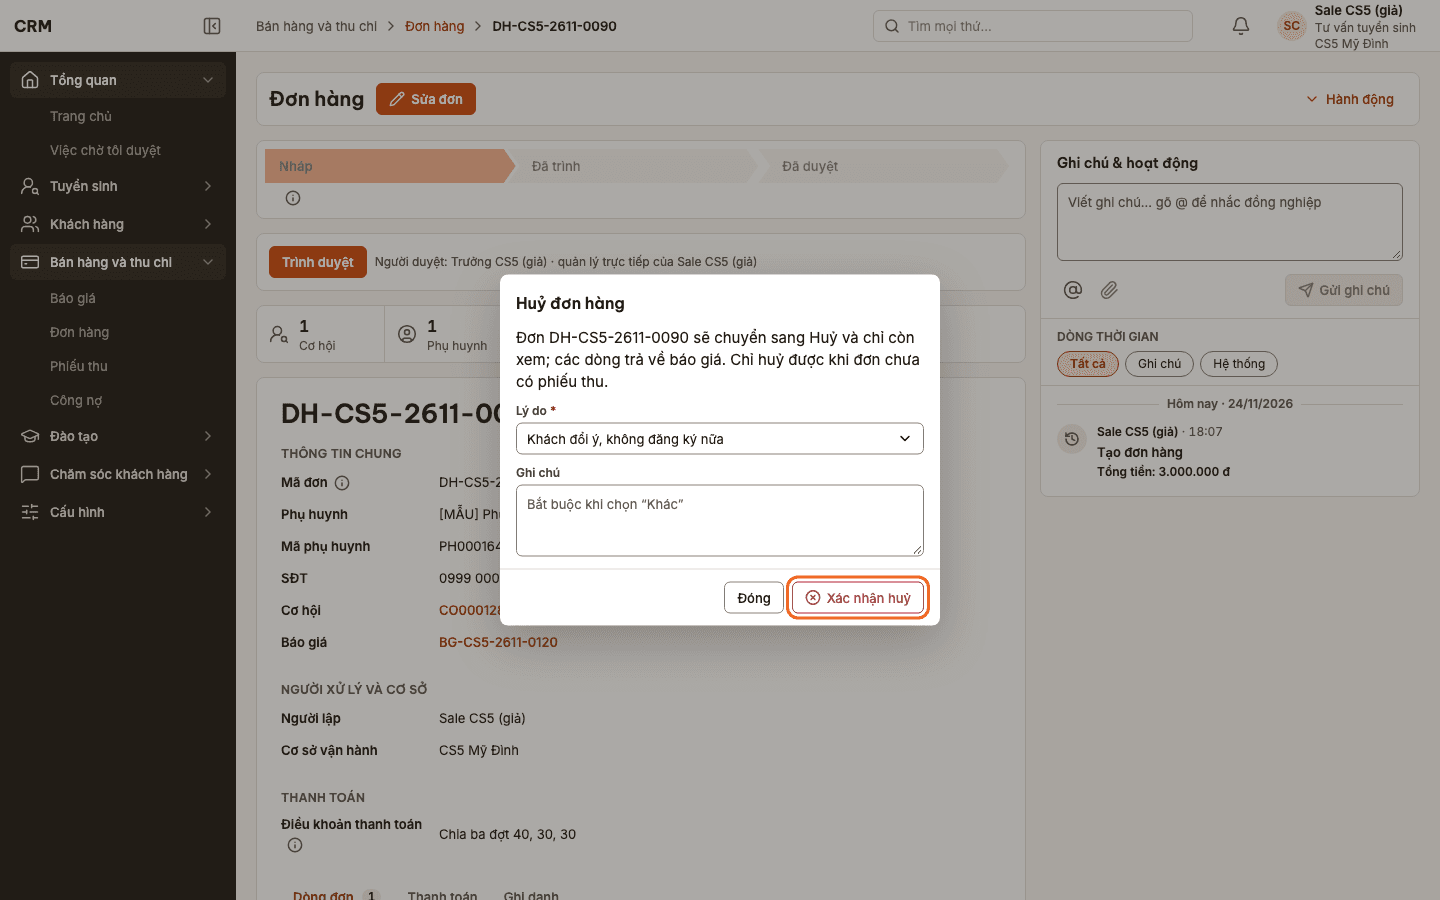 CRM
Bán hàng và thu chi > Đơn hàng > DH-CS5-2611-0090
Tìm mọi thứ...
SC
Sale CS5 (giả)
Tư vấn tuyển sinh
CS5 Mỹ Đình
Tổng quan
Trang chủ
Việc chờ tôi duyệt
Tuyển sinh
Khách hàng
Bán hàng và thu chi
Báo giá
Đơn hàng
Phiếu thu
Công nợ
Đào tạo
Chăm sóc khách hàng
Cấu hình
Đơn hàng
Sửa đơn
Hành động
Nháp
Đã trình
Đã duyệt
Trình duyệt
Người duyệt: Trưởng CS5 (giả) · quản lý trực tiếp của Sale CS5 (giả)
1
Cơ hội
1
Phụ huynh
DH-CS5-2611-00
THÔNG TIN CHUNG
Mã đơn
DH-CS5-2
Phụ huynh
[MẪU] Ph
Mã phụ huynh
PH000164
SĐT
0999 000
Cơ hội
CO000128
Báo giá
BG-CS5-2611-0120
NGƯỜI XỬ LÝ VÀ CƠ SỞ
Người lập
Sale CS5 (giả)
Cơ sở vận hành
CS5 Mỹ Đình
THANH TOÁN
Điều khoản thanh toán
Chia ba đợt 40, 30, 30
Dòng đơn 1
Thanh toán
Ghi danh
Huỷ đơn hàng
Đơn DH-CS5-2611-0090 sẽ chuyển sang Huỷ và chỉ còn
xem; các dòng trả về báo giá. Chỉ huỷ được khi đơn chưa
có phiếu thu.
Lý do *
Khách đổi ý, không đăng ký nữa
Ghi chú
Bắt buộc khi chọn “Khác”
Đóng
Xác nhận huỷ
Ghi chú & hoạt động
Viết ghi chú... gõ @ để nhắc đồng nghiệp
Gửi ghi chú
DÒNG THỜI GIAN
Tất cả
Ghi chú
Hệ thống
Hôm nay · 24/11/2026
Sale CS5 (giả) · 18:07
Tạo đơn hàng
Tổng tiền: 3.000.000 đ